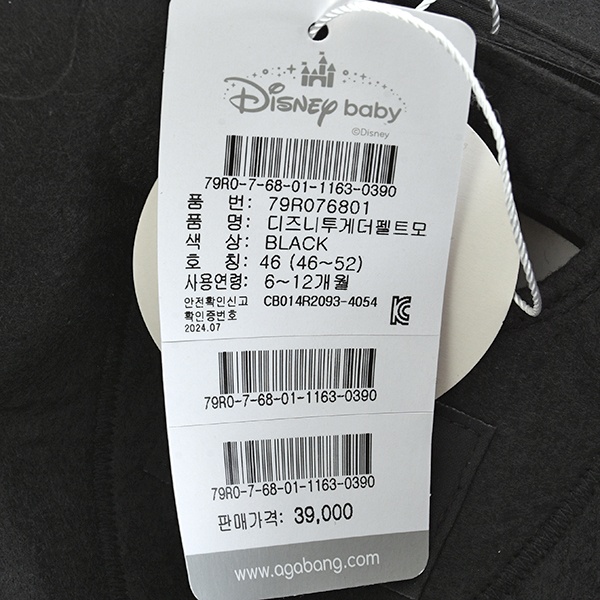 Disney baby
©Disney
79R0-7-68-01-1163-0390
품 번: 79R076801
품 명: 디즈니투게더펠트모
색 상: BLACK
호 칭: 46 (46~52)
사용연령: 6~12개월
안전확인신고 CB014R2093-4054
확인증번호
2024.07
79R0-7-68-01-1163-0390
79R0-7-68-01-1163-0390
판매가격: 39,000
www.agabang.com